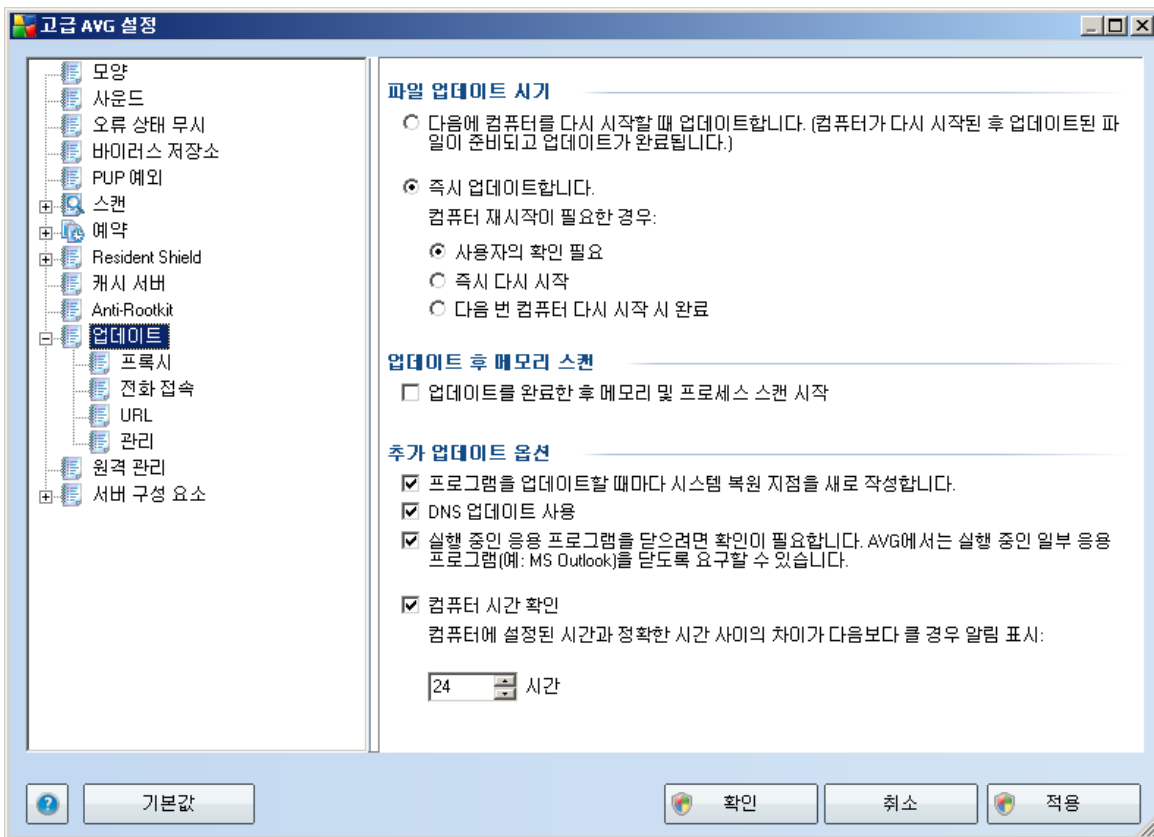 고급 AVG 설정
모양
사운드
오류 상태 무시
바이러스 저장소
PUP 예외
스캔
예약
Resident Shield
캐시 서버
Anti-Rootkit
업데이트
프록시
전화 접속
URL
관리
원격 관리
서버 구성 요소
파일 업데이트 시기
다음에 컴퓨터를 다시 시작할 때 업데이트합니다. (컴퓨터가 다시 시작된 후 업데이트된 파
일이 준비되고 업데이트가 완료됩니다.)
즉시 업데이트합니다.
컴퓨터 재시작이 필요한 경우:
사용자의 확인 필요
즉시 다시 시작
다음 번 컴퓨터 다시 시작 시 완료
업데이트 후 메모리 스캔
업데이트를 완료한 후 메모리 및 프로세스 스캔 시작
추가 업데이트 옵션
프로그램을 업데이트할 때마다 시스템 복원 지점을 새로 작성합니다.
DNS 업데이트 사용
실행 중인 응용 프로그램을 닫으려면 확인이 필요합니다. AVG에서는 실행 중인 일부 응용
프로그램(예: MS Outlook)을 닫도록 요구할 수 있습니다.
컴퓨터 시간 확인
컴퓨터에 설정된 시간과 정확한 시간 사이의 차이가 다음보다 클 경우 알림 표시:
24 시간
기본값
확인
취소
적용